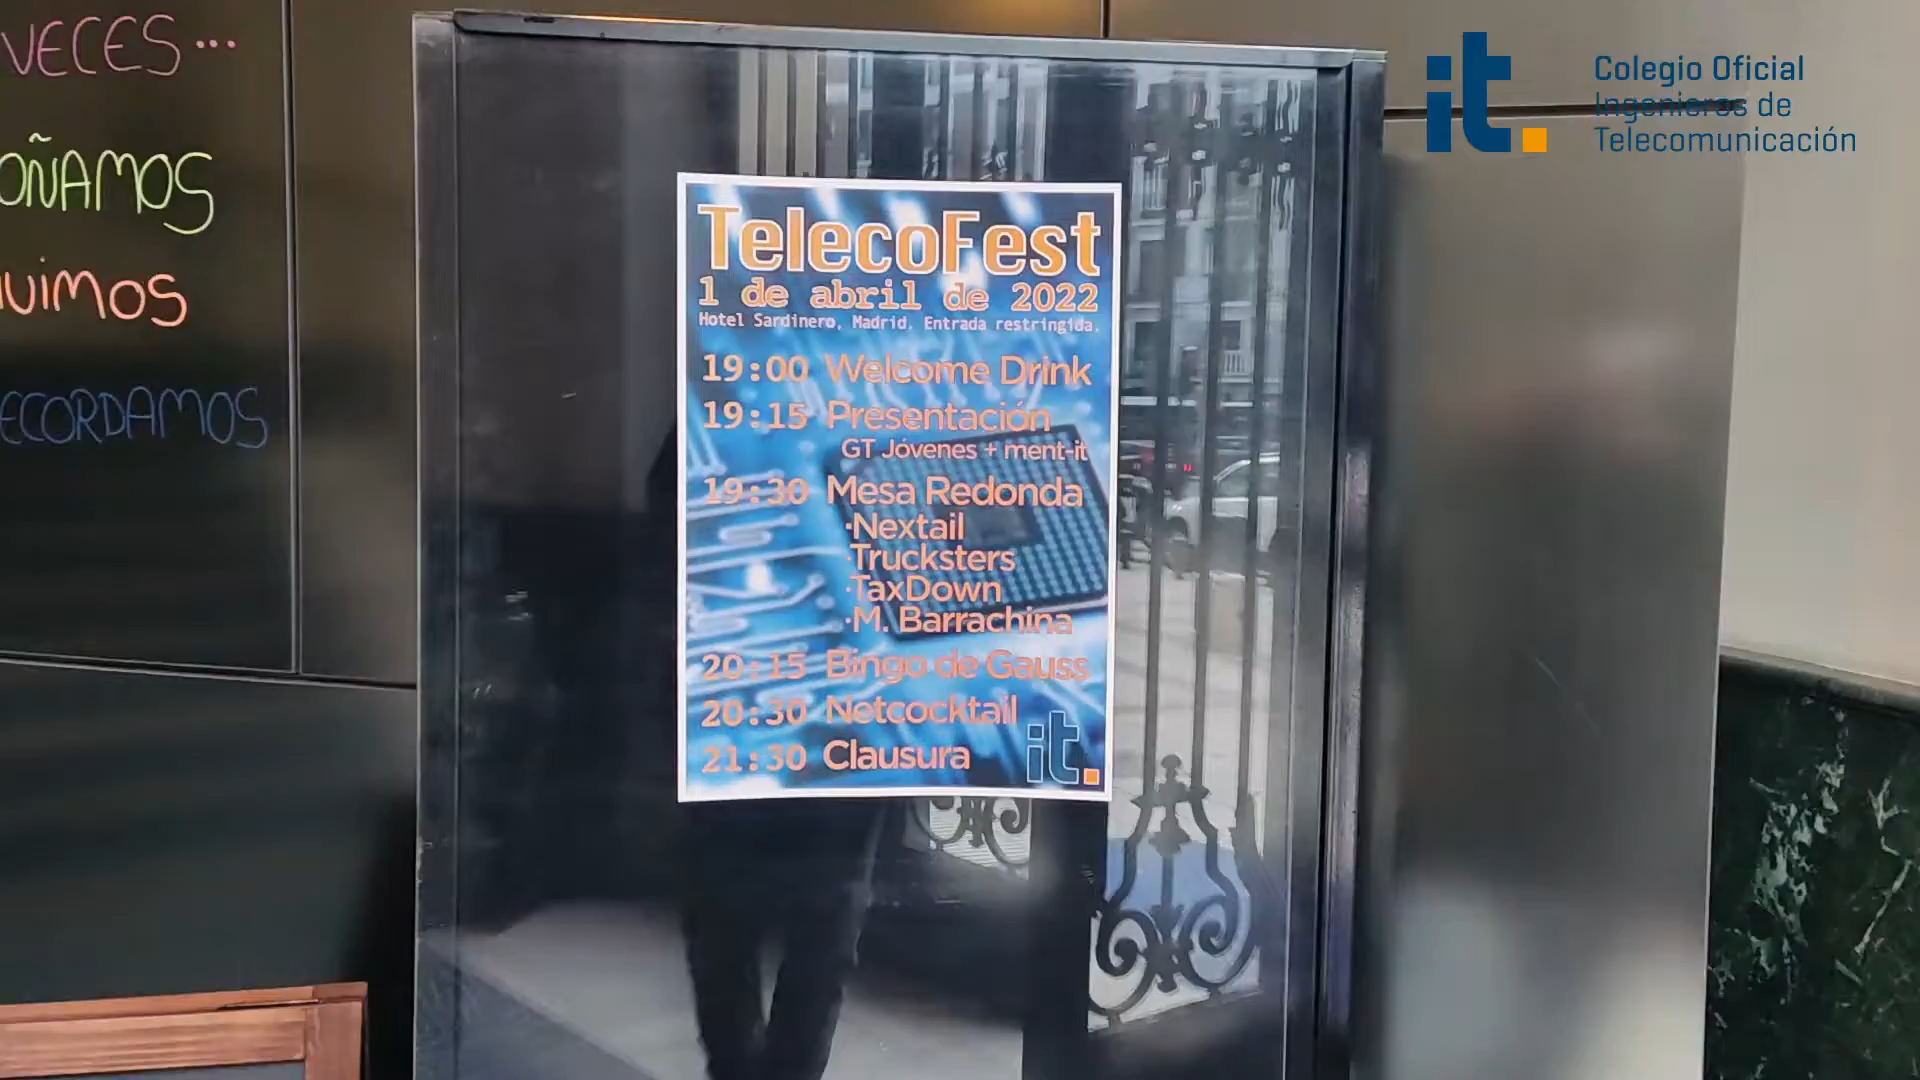 VECES...
OÑAMOS
UIMOS
ECORDAMOS
TelecoFest
1 de abril de 2022
Hotel Sardinero, Madrid. Entrada restringida.
19:00 Welcome Drink
19:15 Presentación
GT Jóvenes + ment-it
19:30 Mesa Redonda
·Nextail
·Trucksters
·TaxDown
·M. Barrachina
20:15 Bingo de Gauss
20:30 Netcocktail
21:30 Clausura
it.
it.
Colegio Oficial
Ingenieros de
Telecomunicación